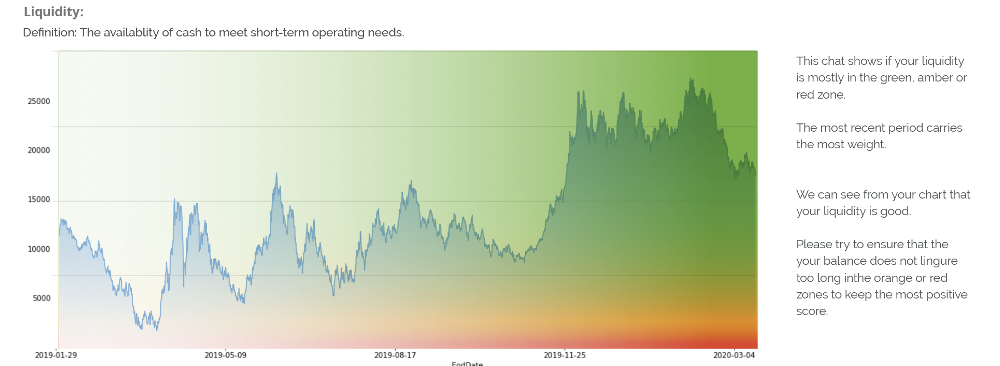 Liquidity:
Definition: The availablity of cash to meet short-term operating needs.
25000
20000
15000
10000
5000
2019-01-29
2019-05-09
2019-08-17
2019-11-25
2020-03-04
EndDate
This chat shows if your liquidity
is mostly in the green, amber or
red zone.
The most recent period carries
the most weight.
We can see from your chart that
your liquidity is good.
Please try to ensure that the
your balance does not lingure
too long inthe orange or red
zones to keep the most positive
score.